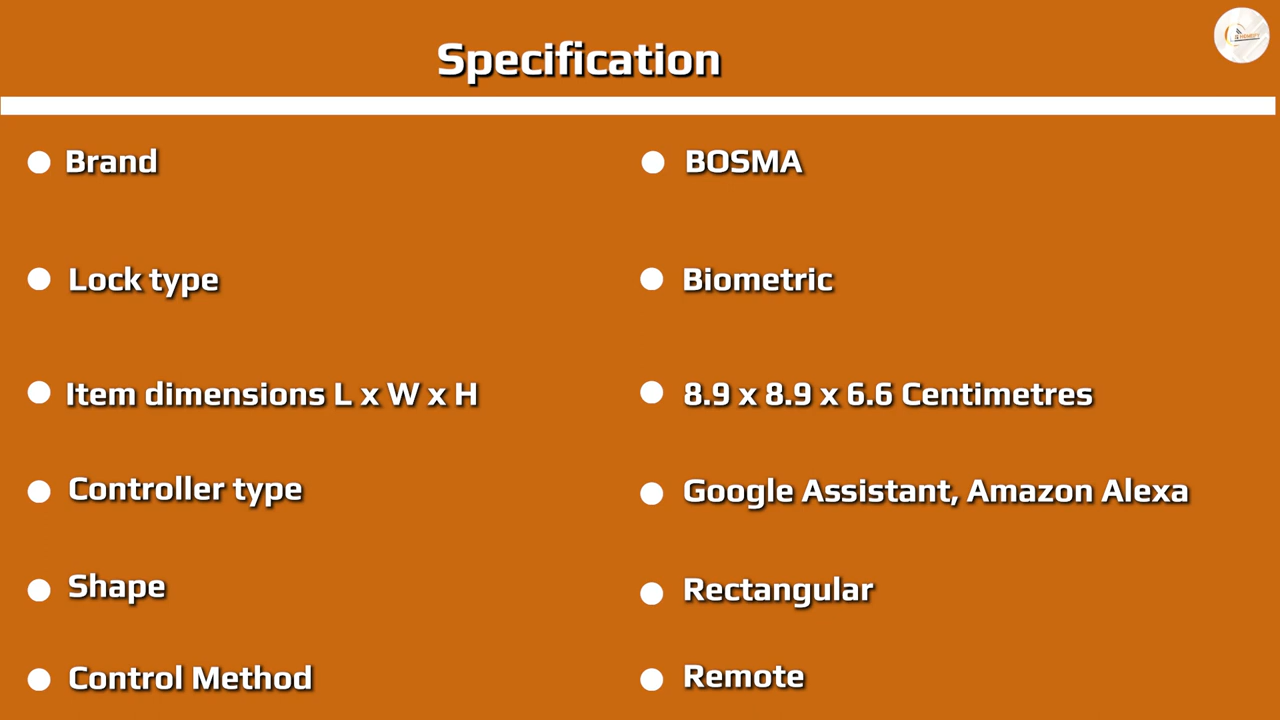 Specification
Brand
BOSMA
Lock type
Biometric
Item dimensions L x W x H
8.9 x 8.9 x 6.6 Centimetres
Controller type
Google Assistant, Amazon Alexa
Shape
Rectangular
Control Method
Remote